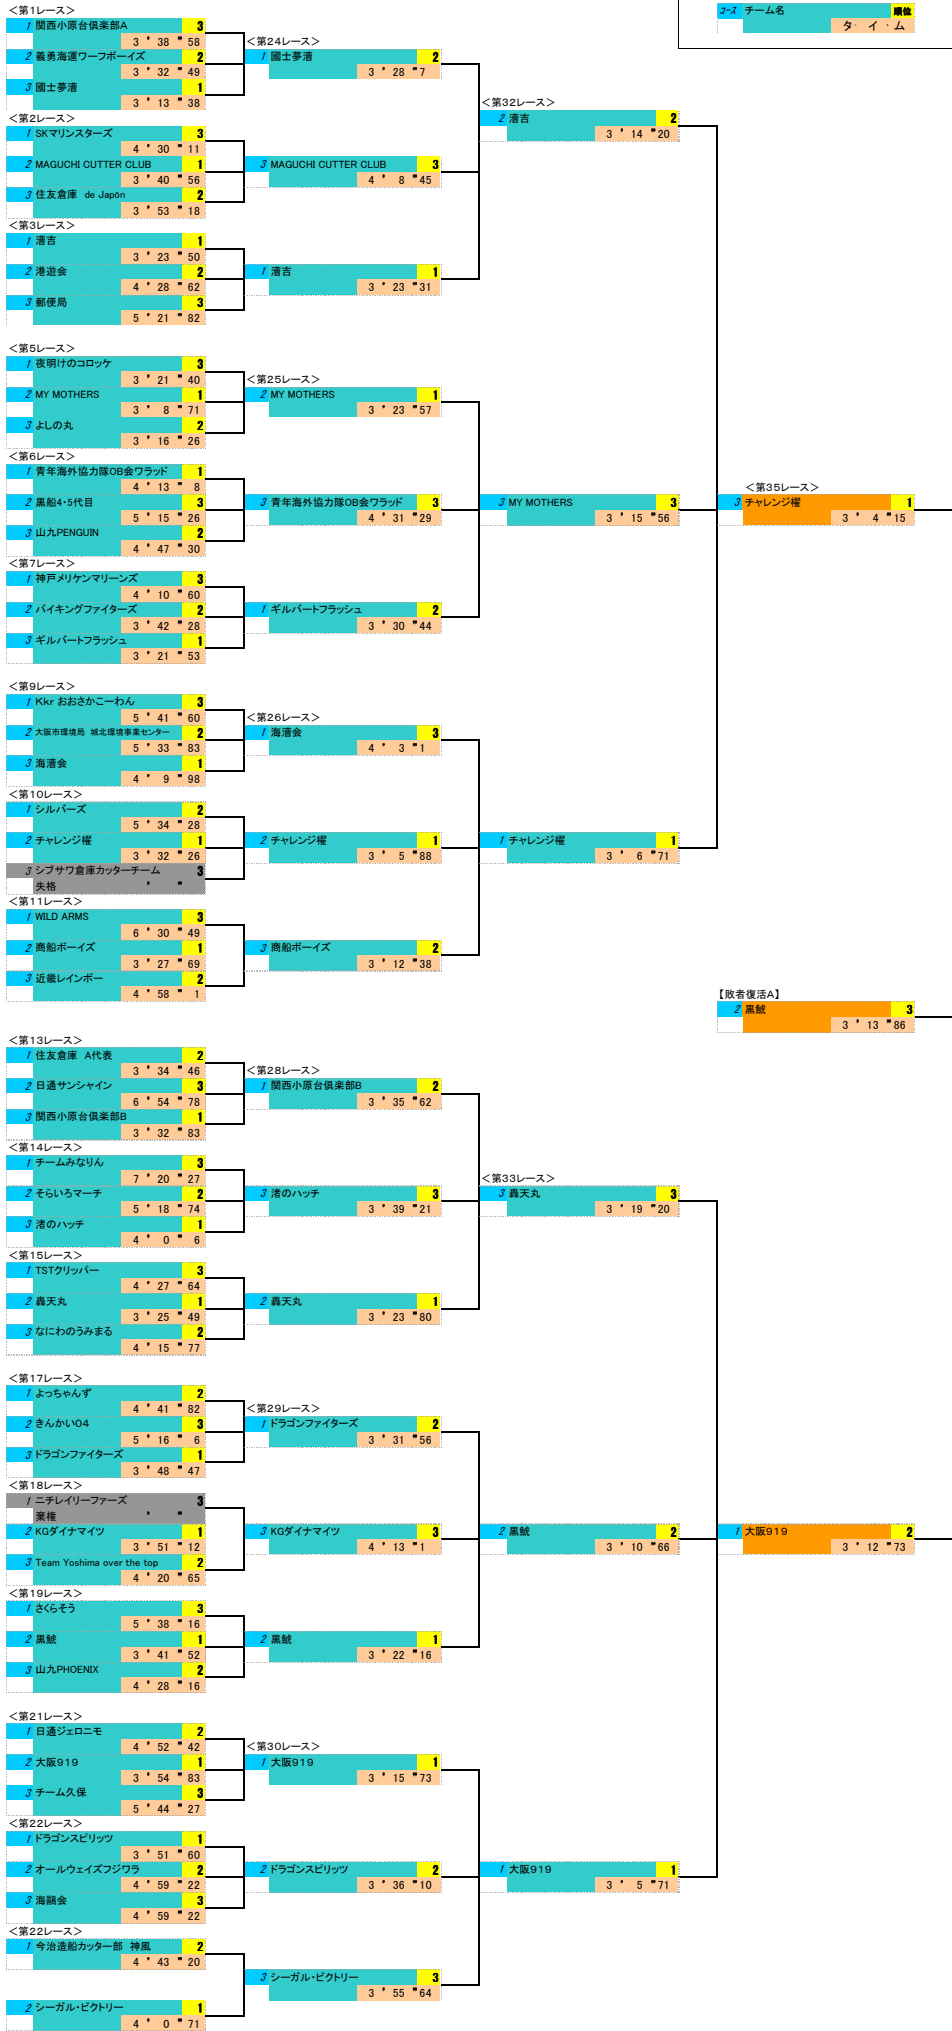 コース チーム名 順位
タ イ ム
<第1レース>
1 関西小原台倶楽部A 3
3 ' 38 " 58
2 義勇海運ワーフボーイズ 2
3 ' 32 " 49
3 國士夢漕 1
3 ' 13 " 38
<第2レース>
1 SKマリンスターズ 3
4 ' 30 " 11
2 MAGUCHI CUTTER CLUB 1
3 ' 40 " 56
3 住友倉庫 de Japōn 2
3 ' 53 " 18
<第3レース>
1 漕吉 1
3 ' 23 " 50
2 港遊会 2
4 ' 28 " 62
3 郵便局 3
5 ' 21 " 82
<第5レース>
1 夜明けのコロッケ 3
3 ' 21 " 40
2 MY MOTHERS 1
3 ' 8 " 71
3 よしの丸 2
3 ' 16 " 26
<第6レース>
1 青年海外協力隊OB会ワラッド 1
4 ' 13 " 8
2 黒船4・5代目 3
5 ' 15 " 26
3 山九PENGUIN 2
4 ' 47 " 30
<第7レース>
1 神戸メリケンマリーンズ 3
4 ' 10 " 60
2 バイキングファイターズ 2
3 ' 42 " 28
3 ギルバートフラッシュ 1
3 ' 21 " 53
<第9レース>
1 Kkr おおさかこーわん 3
5 ' 41 " 60
2 大阪市環境局 城北環境事業センター 2
5 ' 33 " 83
3 海漕会 1
4 ' 9 " 98
<第10レース>
1 シルバーズ 2
5 ' 34 " 28
2 チャレンジ櫂 1
3 ' 32 " 26
3 シブサワ倉庫カッターチーム 3
失格 ' "
<第11レース>
1 WILD ARMS 3
6 ' 30 " 49
2 商船ボーイズ 1
3 ' 27 " 69
3 近畿レインボー 2
4 ' 58 " 1
<第13レース>
1 住友倉庫 A代表 2
3 ' 34 " 46
2 日通サンシャイン 3
6 ' 54 " 78
3 関西小原台倶楽部B 1
3 ' 32 " 83
<第14レース>
1 チームみなりん 3
7 ' 20 " 27
2 そらいろマーチ 2
5 ' 18 " 74
3 渚のハッチ 1
4 ' 0 " 6
<第15レース>
1 TSTクリッパー 3
4 ' 27 " 64
2 轟天丸 1
3 ' 25 " 49
3 なにわのうみまる 2
4 ' 15 " 77
<第17レース>
1 よっちゃんず 2
4 ' 41 " 82
2 きんかい04 3
5 ' 16 " 6
3 ドラゴンファイターズ 1
3 ' 48 " 47
<第18レース>
1 ニチレイリーファーズ 3
棄権 ' "
2 KGダイナマイツ 1
3 ' 51 " 12
3 Team Yoshima over the top 2
4 ' 20 " 65
<第19レース>
1 さくらそう 3
5 ' 38 " 16
2 黒鯱 1
3 ' 41 " 52
3 山九PHOENIX 2
4 ' 28 " 16
<第21レース>
1 日通ジェロニモ 2
4 ' 52 " 42
2 大阪919 1
3 ' 54 " 83
3 チーム久保 3
5 ' 44 " 27
<第22レース>
1 ドラゴンスピリッツ 1
3 ' 51 " 60
2 オールウェイズフジワラ 2
4 ' 59 " 22
3 海鷗会 3
4 ' 59 " 22
<第22レース>
1 今治造船カッター部 神風 2
4 ' 43 " 20
2 シーガル・ビクトリー 1
4 ' 0 " 71
<第24レース>
1 國士夢漕 2
3 ' 28 " 7
3 MAGUCHI CUTTER CLUB 3
4 ' 8 " 45
1 漕吉 1
3 ' 23 " 31
<第25レース>
2 MY MOTHERS 1
3 ' 23 " 57
3 青年海外協力隊OB会ワラッド 3
4 ' 31 " 29
1 ギルバートフラッシュ 2
3 ' 30 " 44
<第26レース>
1 海漕会 3
4 ' 3 " 1
2 チャレンジ櫂 1
3 ' 5 " 88
3 商船ボーイズ 2
3 ' 12 " 38
<第28レース>
1 関西小原台倶楽部B 2
3 ' 35 " 62
3 渚のハッチ 3
3 ' 39 " 21
2 轟天丸 1
3 ' 23 " 80
<第29レース>
1 ドラゴンファイターズ 2
3 ' 31 " 56
3 KGダイナマイツ 3
4 ' 13 " 1
2 黒鯱 1
3 ' 22 " 16
<第30レース>
1 大阪919 1
3 ' 15 " 73
2 ドラゴンスピリッツ 2
3 ' 36 " 10
3 シーガル・ビクトリー 3
3 ' 55 " 64
<第32レース>
2 漕吉 2
3 ' 14 " 20
3 MY MOTHERS 3
3 ' 15 " 56
1 チャレンジ櫂 1
3 ' 6 " 71
<第33レース>
3 轟天丸 3
3 ' 19 " 20
2 黒鯱 2
3 ' 10 " 66
1 大阪919 1
3 ' 5 " 71
<第35レース>
3 チャレンジ櫂 1
3 ' 4 " 15
【敗者復活A】
2 黒鯱 3
3 ' 13 " 86
1 大阪919 2
3 ' 12 " 73